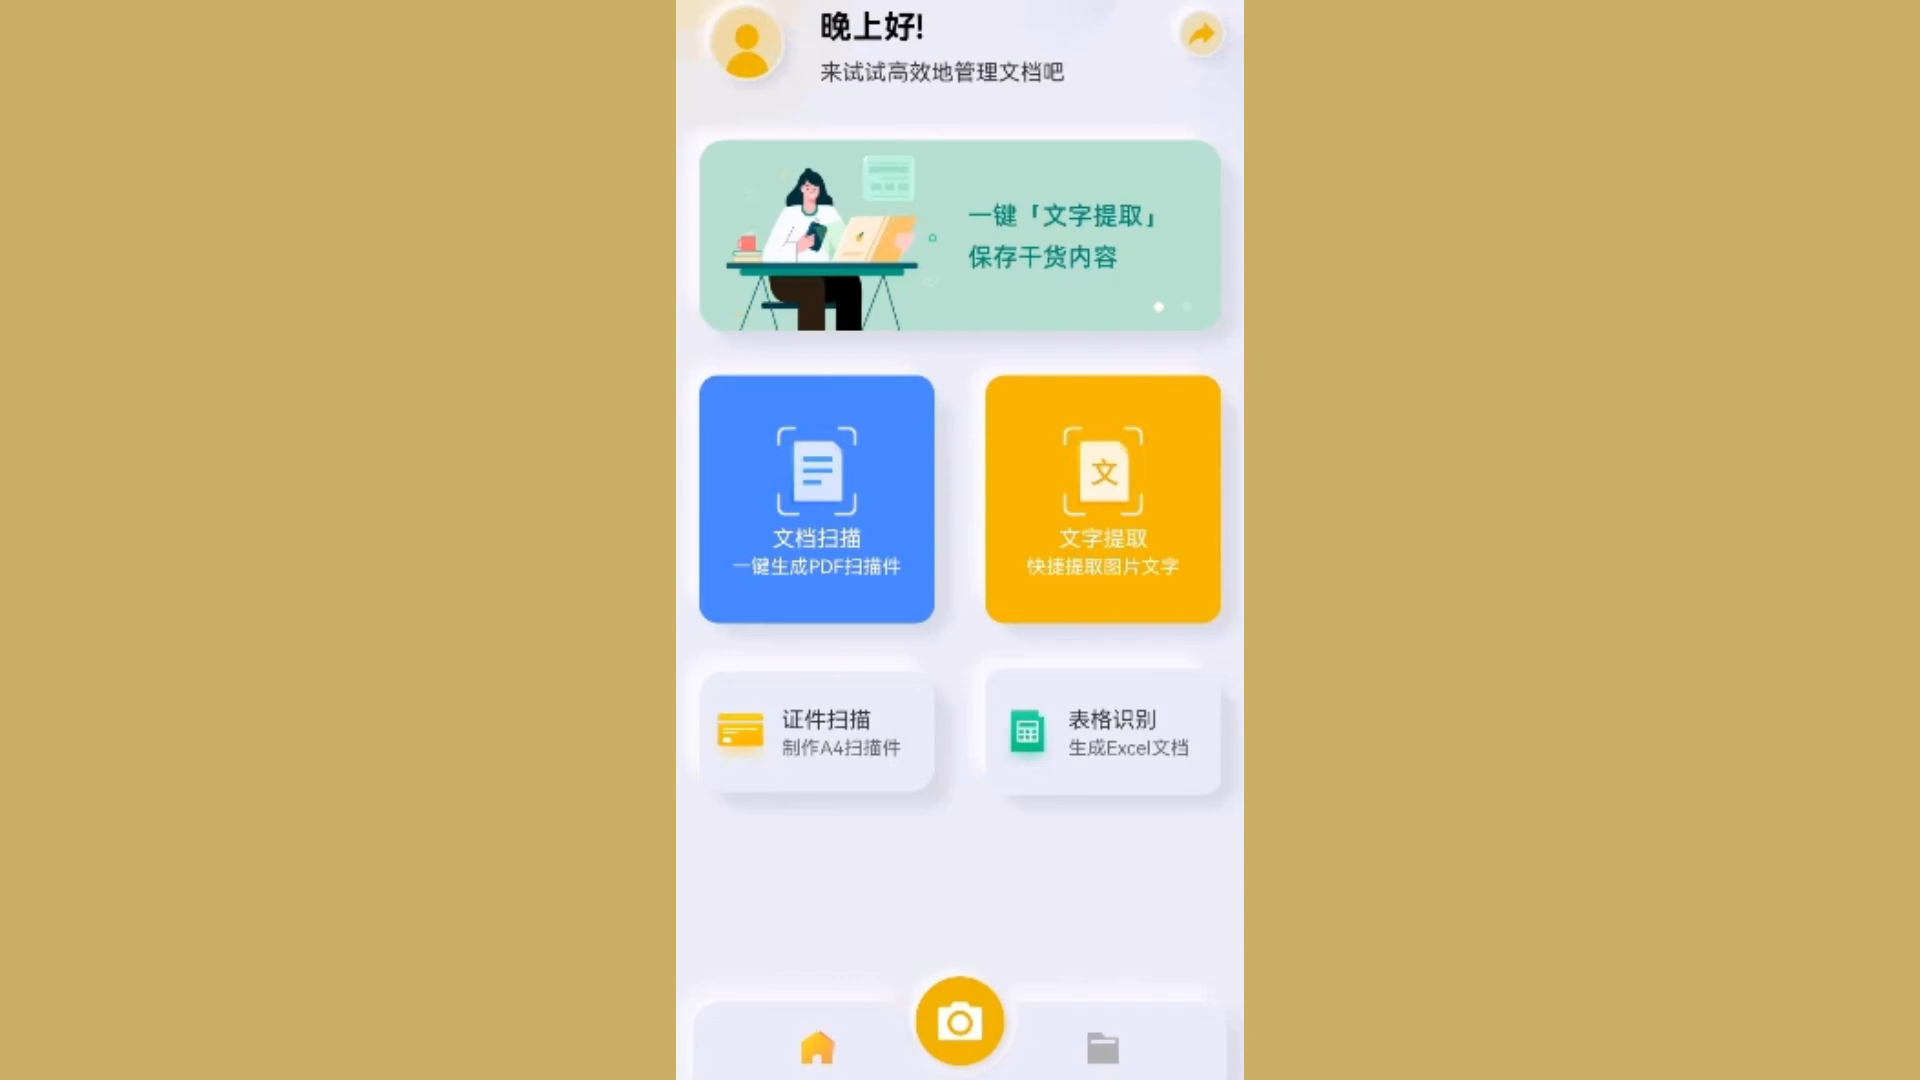 晚上好!
来试试高效地管理文档吧
一键「文字提取」
保存干货内容
文
文档扫描
一键生成PDF扫描件
文字提取
快捷提取图片文字
证件扫描
制作A4扫描件
表格识别
生成Excel文档